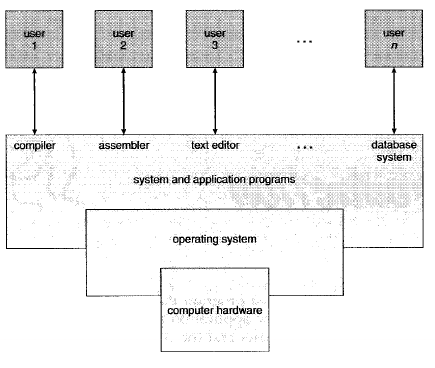 user
1
user
2
user
3
...
user
n
compiler
assembler
text editor
...
database
system
system and application programs
operating system
computer hardware